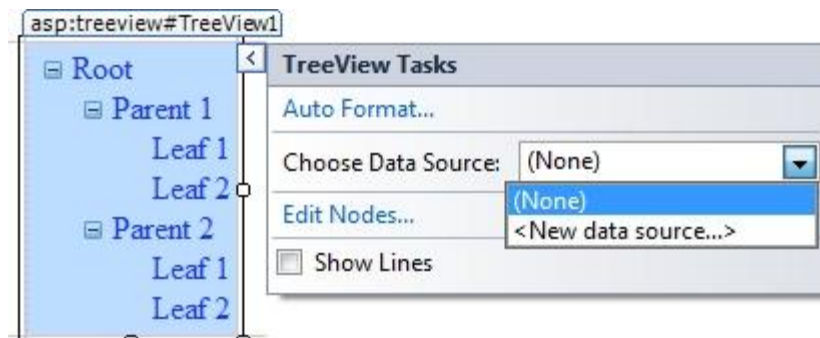 asp:treeview#TreeView1
Root
Parent 1
Leaf 1
Leaf 2
Parent 2
Leaf 1
Leaf 2
TreeView Tasks
Auto Format...
Choose Data Source: (None)
(None)
<New data source...>
Edit Nodes...
Show Lines